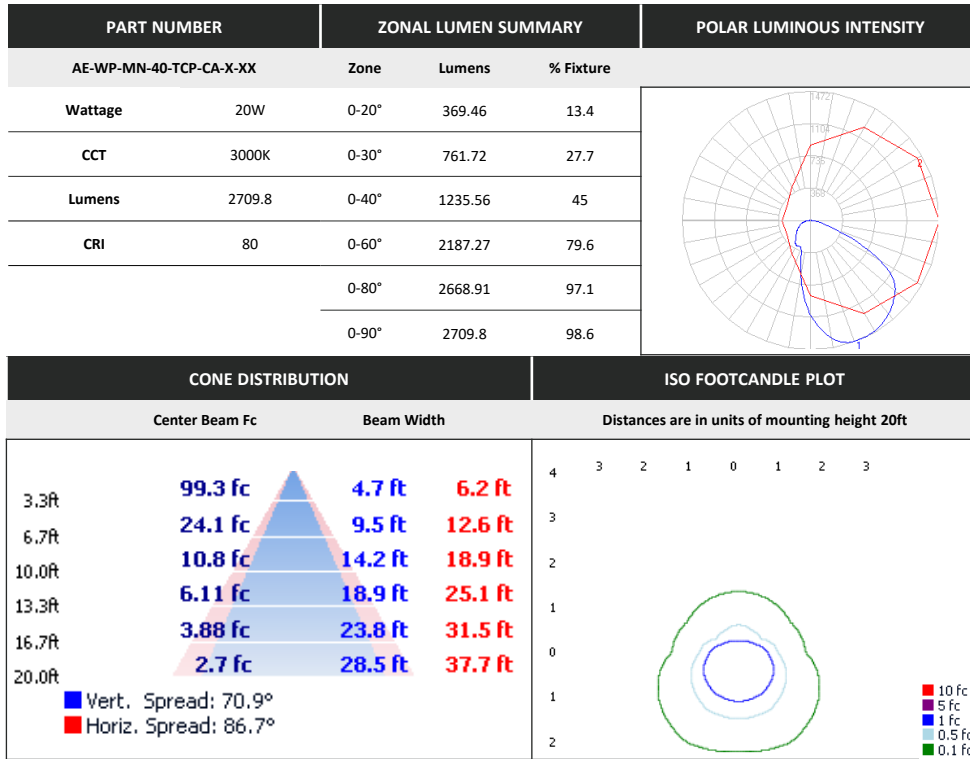 PART NUMBER
ZONAL LUMEN SUMMARY
POLAR LUMINOUS INTENSITY
AE-WP-MN-40-TCP-CA-X-XX
Zone Lumens % Fixture
Wattage 20W
0-20° 369.46 13.4
CCT 3000K
0-30° 761.72 27.7
Lumens 2709.8
0-40° 1235.56 45
CRI 80
0-60° 2187.27 79.6
0-80° 2668.91 97.1
0-90° 2709.8 98.6
1472
1104
736
368
2
1
CONE DISTRIBUTION
Center Beam Fc Beam Width
3.3ft 99.3 fc 4.7 ft 6.2 ft
6.7ft 24.1 fc 9.5 ft 12.6 ft
10.0ft 10.8 fc 14.2 ft 18.9 ft
13.3ft 6.11 fc 18.9 ft 25.1 ft
16.7ft 3.88 fc 23.8 ft 31.5 ft
20.0ft 2.7 fc 28.5 ft 37.7 ft
Vert. Spread: 70.9°
Horiz. Spread: 86.7°
ISO FOOTCANDLE PLOT
Distances are in units of mounting height 20ft
3 2 1 0 1 2 3
4
3
2
1
0
1
2
10 fc
5 fc
1 fc
0.5 fc
0.1 fc